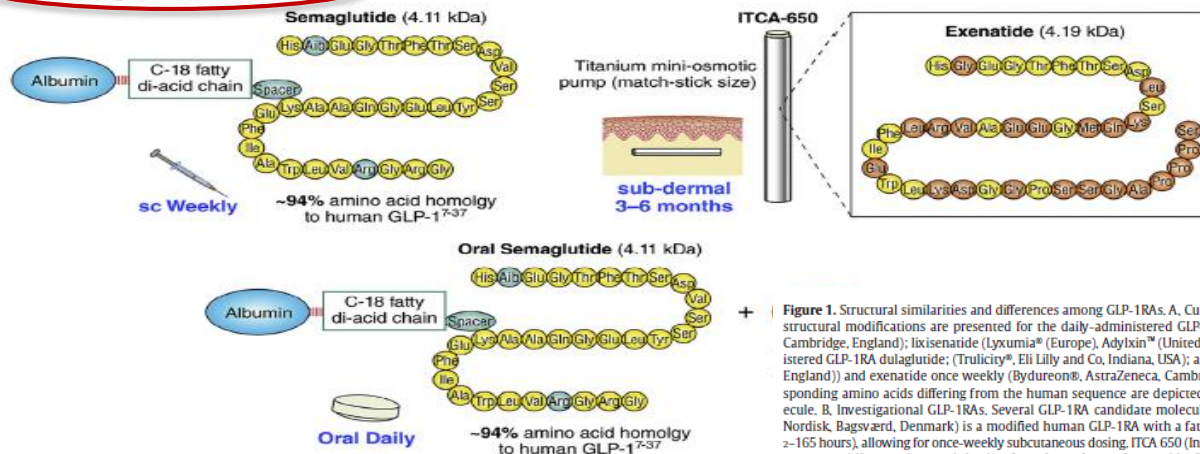 Semaglutide (4.11 kDa)
His Aib Glu Gly Thr Phe Thr Ser Asp
Val
Ser
Ser Tyr Leu Glu Gly Gln Ala Ala Lys Glu
Phe
Ile
Ala Trp Leu Val Arg Gly Arg Gly
Albumin
C-18 fatty
di-acid chain
Spacer
sc Weekly
~94% amino acid homolgy
to human GLP-1⁷⁻³⁷
ITCA-650
Titanium mini-osmotic
pump (match-stick size)
sub-dermal
3–6 months
Exenatide (4.19 kDa)
His Gly Glu Gly Thr Phe Thr Ser Asp
Leu
Ser
Lys Gln Met Gly Glu Glu Ala Val Arg Leu Phe
Ile
Glu
Trp Leu Lys Asp Gly Gly Pro Ser Ser Gly Ala Pro
Pro
Pro
Ser
Oral Semaglutide (4.11 kDa)
His Aib Glu Gly Thr Phe Thr Ser Asp
Val
Ser
Ser Tyr Leu Glu Gly Gln Ala Ala Lys Glu
Phe
Ile
Ala Trp Leu Val Arg Gly Arg Gly
Albumin
C-18 fatty
di-acid chain
Spacer
Oral Daily
~94% amino acid homolgy
to human GLP-1⁷⁻³⁷
+
Figure 1. Structural similarities and differences among GLP-1RAs. A, Cu
structural modifications are presented for the daily-administered GLP
Cambridge, England); lixisenatide (Lyxumia® (Europe), Adylxin™ (United
istered GLP-1RA dulaglutide; (Trulicity®, Eli Lilly and Co, Indiana, USA); a
England)) and exenatide once weekly (Bydureon®, AstraZeneca, Cambr
sponding amino acids differing from the human sequence are depicted
ecule. B, Investigational GLP-1RAs. Several GLP-1RA candidate molecu
Nordisk, Bagsværd, Denmark) is a modified human GLP-1RA with a far
2–165 hours), allowing for once-weekly subcutaneous dosing. ITCA 650 (In